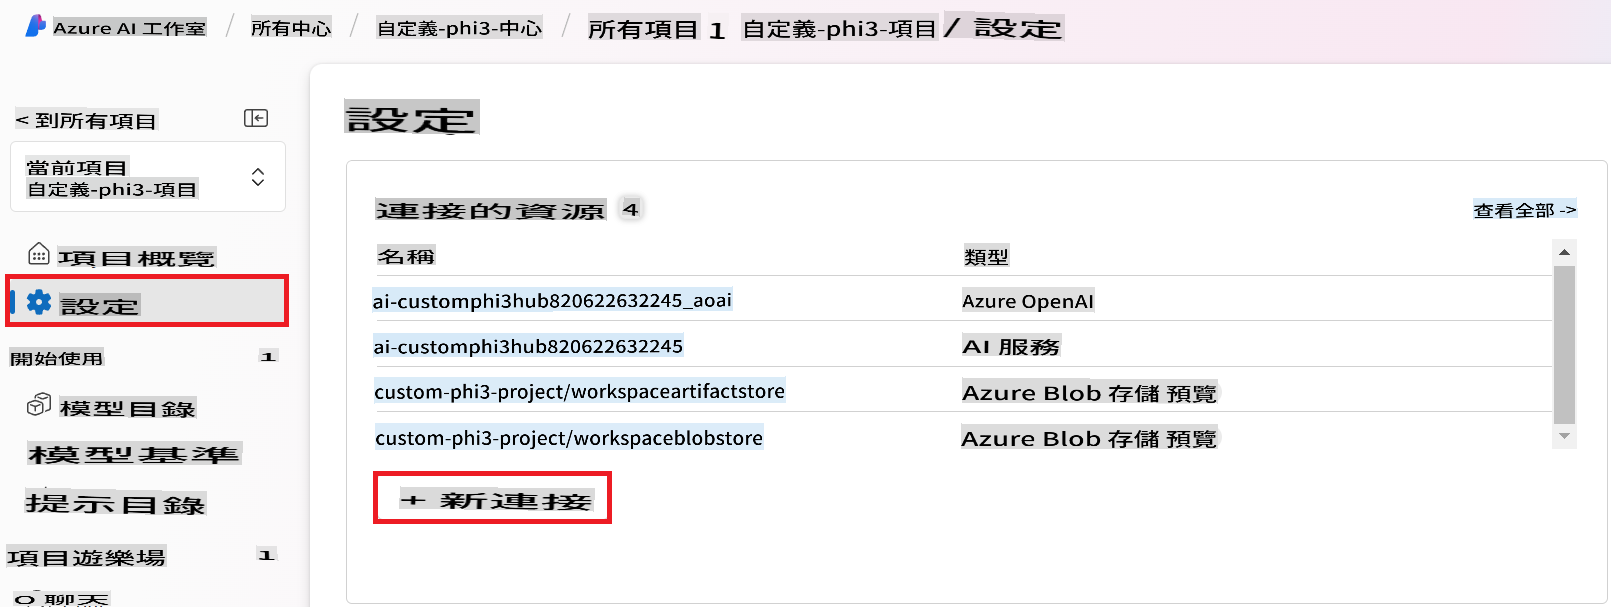 Azure AI 工作室 / 所有中心 / 自定義-phi3-中心 / 所有項目 1 自定義-phi3-項目 / 設定
< 到所有項目
當前項目
自定義-phi3-項目
項目概覽
設定
開始使用 1
模型目錄
模型基準
提示目錄
項目遊樂場 1
聊天
設定
連接的資源 4
查看全部 ->
名稱 類型
ai-customphi3hub820622632245_aoai Azure OpenAI
ai-customphi3hub820622632245 AI 服務
custom-phi3-project/workspaceartifactstore Azure Blob 存儲 預覽
custom-phi3-project/workspaceblobstore Azure Blob 存儲 預覽
+ 新連接